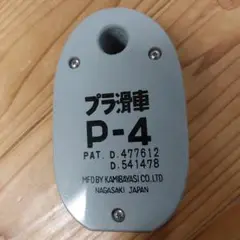 プラ滑車
P-4
PAT. D.477612
D.541478
MFD BY KAMIBAYASI CO.LTD
NAGASAKI JAPAN